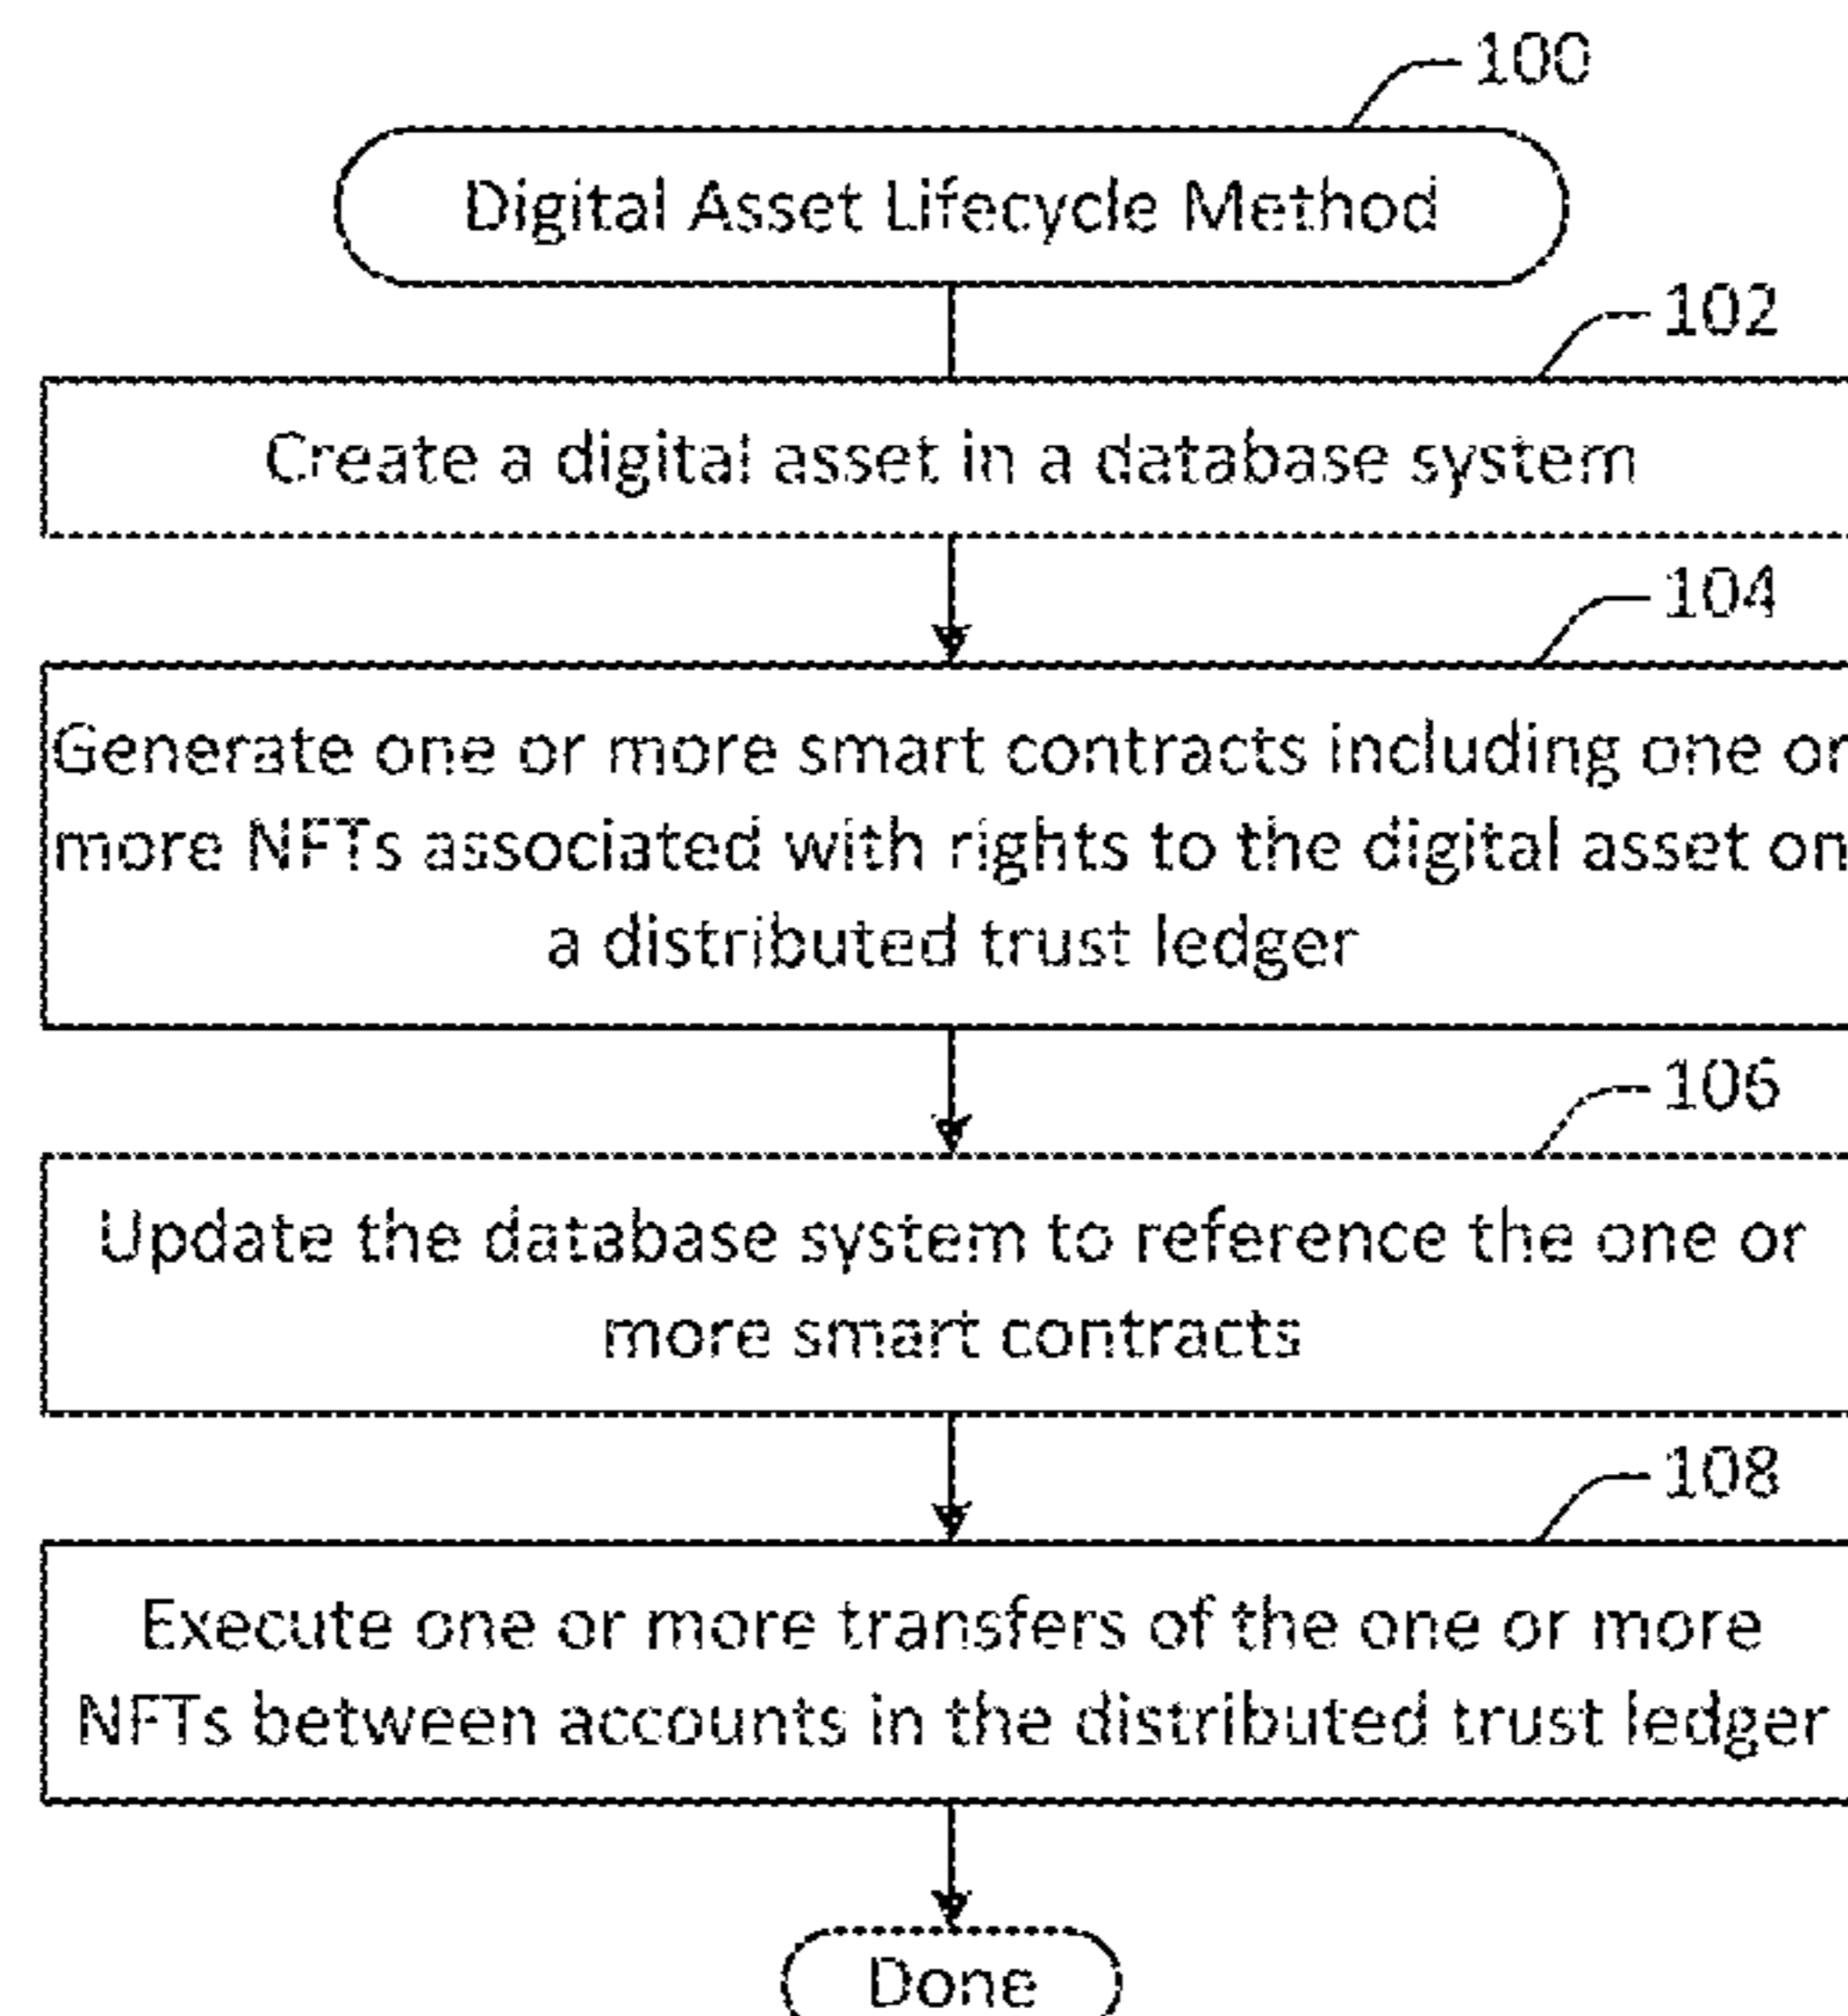 100
Digital Asset Lifecycle Method
102
Create a digital asset in a database system
104
Generate one or more smart contracts including one or
more NFTs associated with rights to the digital asset on
a distributed trust ledger
106
Update the database system to reference the one or
more smart contracts
108
Execute one or more transfers of the one or more
NFTs between accounts in the distributed trust ledger
Done